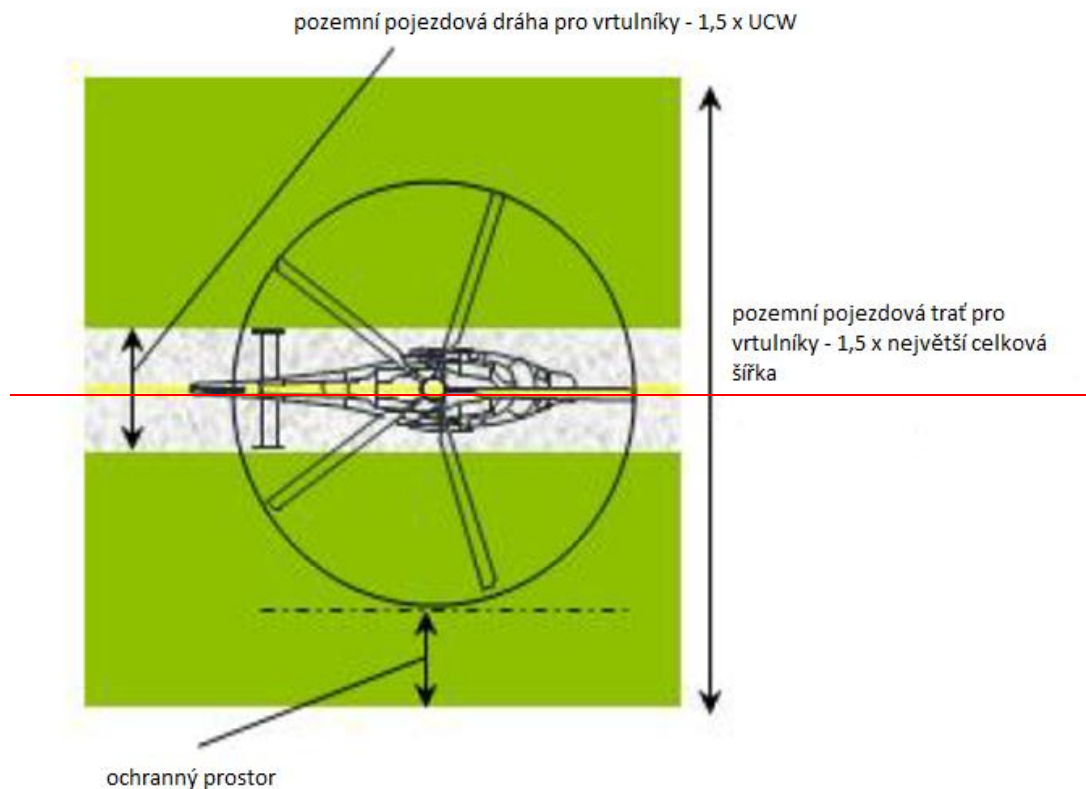 pozemní pojezdová dráha pro vrtulníky - 1,5 x UCW
pozemní pojezdová trať pro
vrtulníky - 1,5 x největší celková
šířka
ochranný prostor